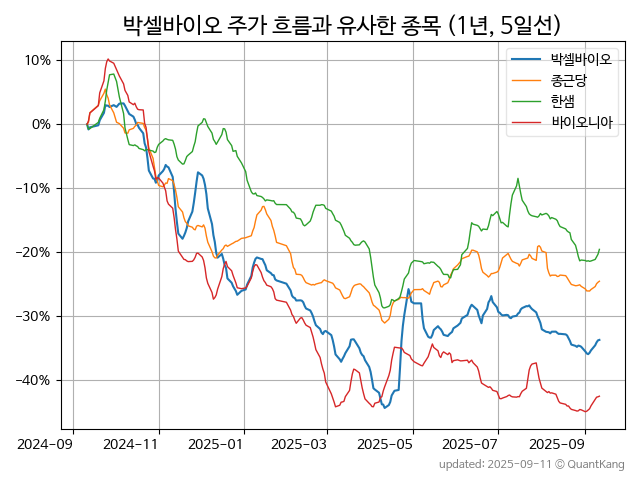 박셀바이오 주가 흐름과 유사한 종목 (1년, 5일선)
박셀바이오
종근당
한샘
바이오니아
10%
0%
−10%
−20%
−30%
−40%
2024-09
2024-11
2025-01
2025-03
2025-05
2025-07
2025-09
updated: 2025-09-11 © QuantKang